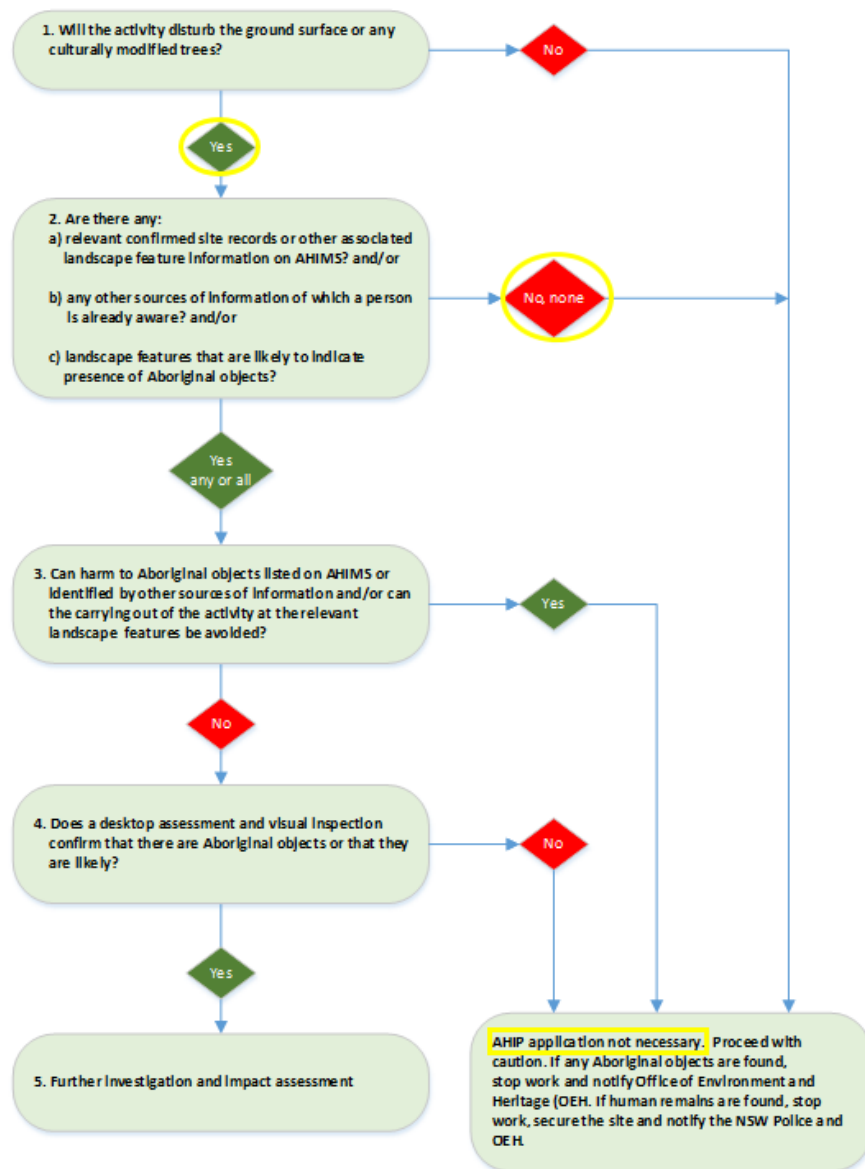 1. Will the activity disturb the ground surface or any
culturally modified trees?
No
Yes
2. Are there any:
a) relevant confirmed site records or other associated
landscape feature information on AHIMS? and/or
b) any other sources of information of which a person
is already aware? and/or
c) landscape features that are likely to indicate
presence of Aboriginal objects?
No, none
Yes
any or all
3. Can harm to Aboriginal objects listed on AHIMS or
identified by other sources of information and/or can
the carrying out of the activity at the relevant
landscape features be avoided?
Yes
No
4. Does a desktop assessment and visual inspection
confirm that there are Aboriginal objects or that they
are likely?
No
Yes
5. Further investigation and impact assessment
AHIP application not necessary. Proceed with
caution. If any Aboriginal objects are found,
stop work and notify Office of Environment and
Heritage (OEH. If human remains are found, stop
work, secure the site and notify the NSW Police and
OEH.